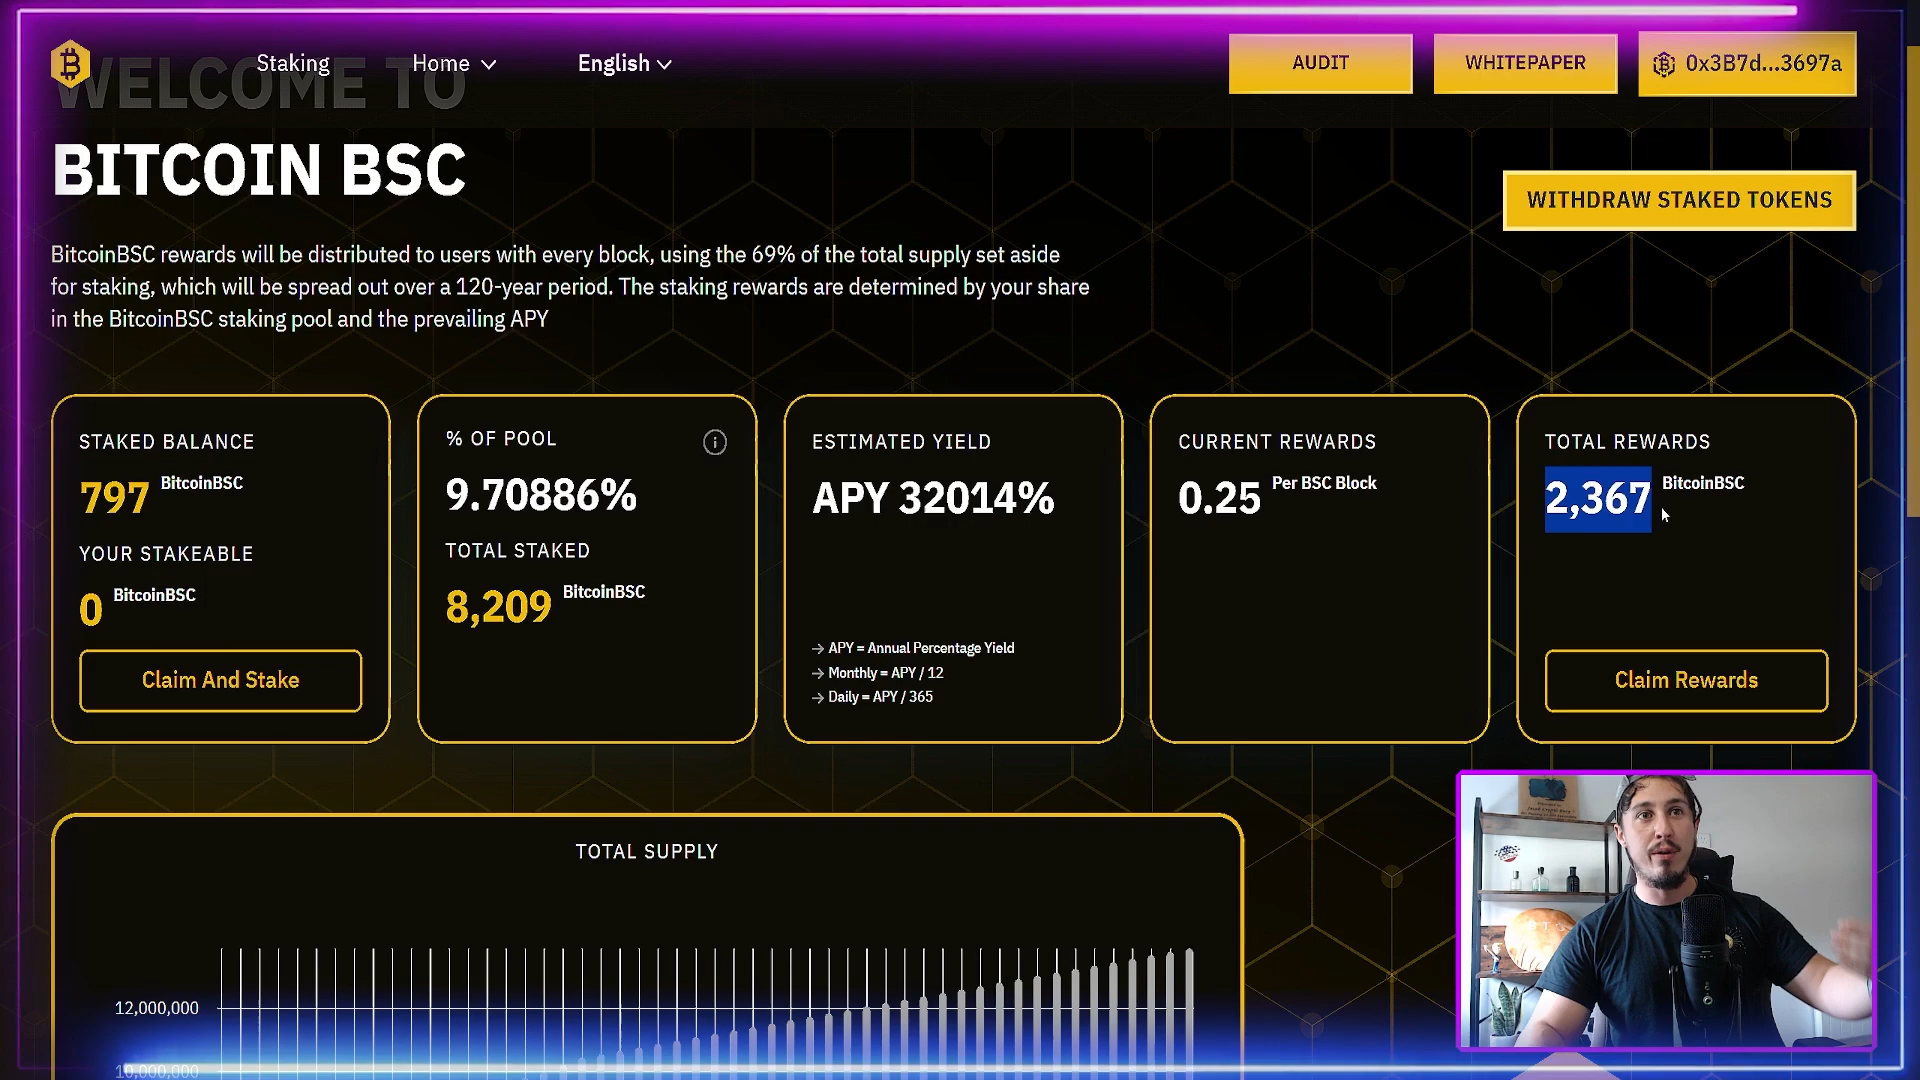 Staking
Home
English
AUDIT
WHITEPAPER
0x3B7d...3697a
WELCOME TO
BITCOIN BSC
WITHDRAW STAKED TOKENS
BitcoinBSC rewards will be distributed to users with every block, using the 69% of the total supply set aside
for staking, which will be spread out over a 120-year period. The staking rewards are determined by your share
in the BitcoinBSC staking pool and the prevailing APY
STAKED BALANCE
797 BitcoinBSC
YOUR STAKEABLE
0 BitcoinBSC
Claim And Stake
% OF POOL
9.70886%
TOTAL STAKED
8,209 BitcoinBSC
ESTIMATED YIELD
APY 32014%
→ APY = Annual Percentage Yield
→ Monthly = APY / 12
→ Daily = APY / 365
CURRENT REWARDS
0.25 Per BSC Block
TOTAL REWARDS
2,367 BitcoinBSC
Claim Rewards
TOTAL SUPPLY
12,000,000
10,000,000